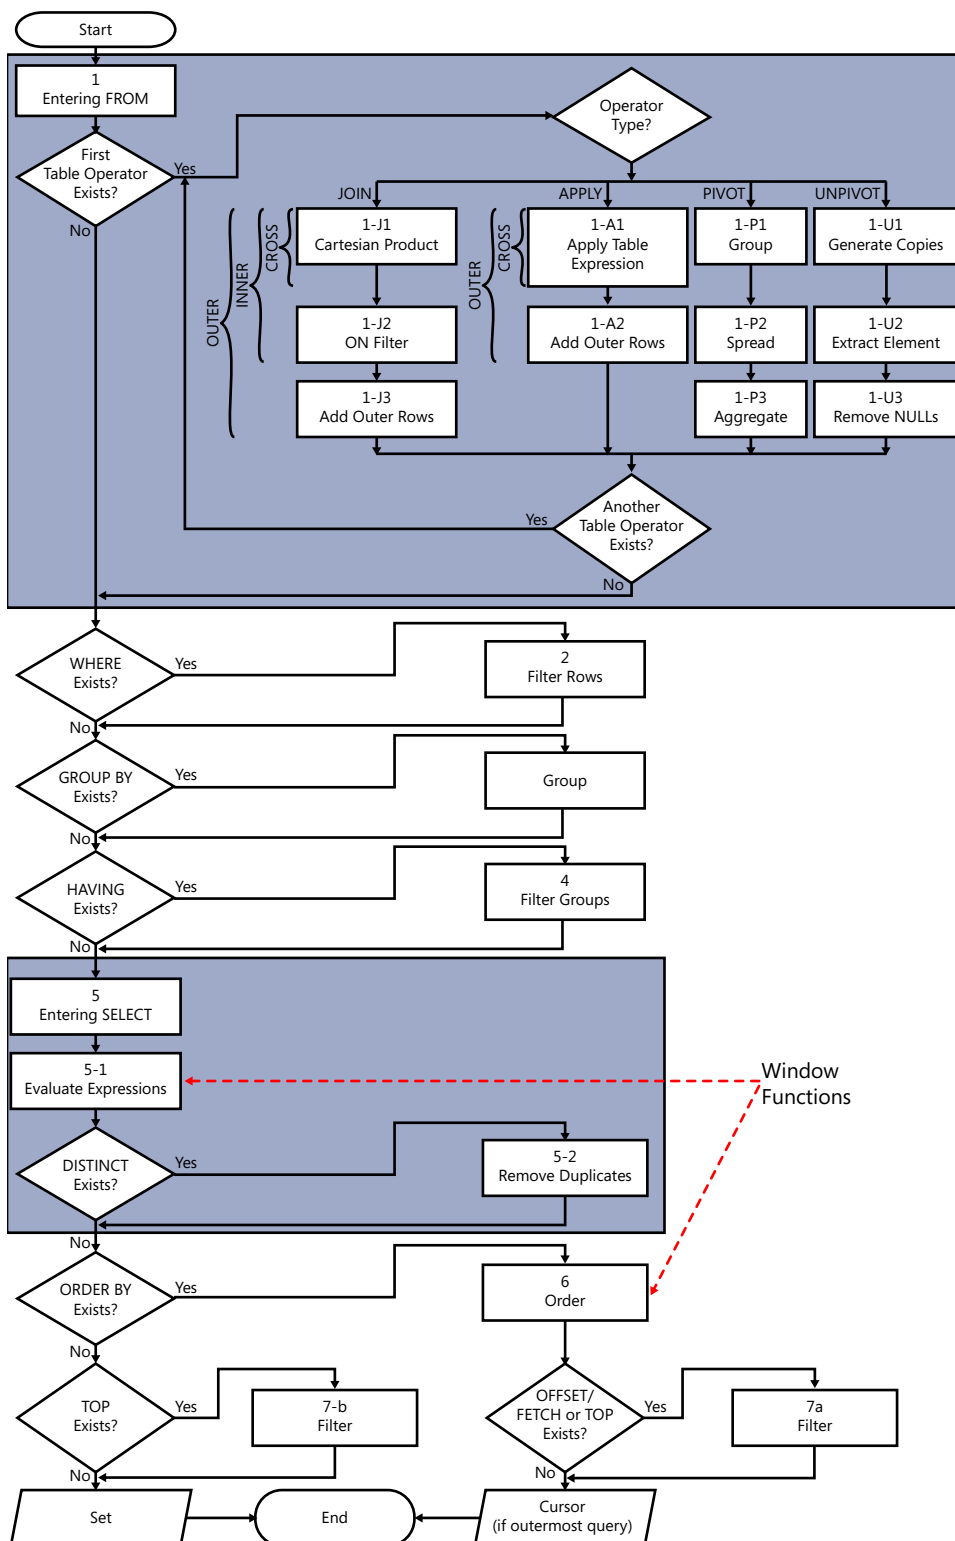 Start
1
Entering FROM
First
Table Operator
Exists?
Yes
No
Operator
Type?
JOIN
APPLY
PIVOT
UNPIVOT
OUTER
INNER
CROSS
1-J1
Cartesian Product
1-J2
ON Filter
1-J3
Add Outer Rows
OUTER
CROSS
1-A1
Apply Table
Expression
1-A2
Add Outer Rows
1-P1
Group
1-P2
Spread
1-P3
Aggregate
1-U1
Generate Copies
1-U2
Extract Element
1-U3
Remove NULLs
Another
Table Operator
Exists?
Yes
No
WHERE
Exists?
Yes
No
2
Filter Rows
GROUP BY
Exists?
Yes
No
Group
HAVING
Exists?
Yes
No
4
Filter Groups
5
Entering SELECT
5-1
Evaluate Expressions
Window
Functions
DISTINCT
Exists?
Yes
No
5-2
Remove Duplicates
ORDER BY
Exists?
Yes
No
6
Order
TOP
Exists?
Yes
No
7-b
Filter
OFFSET/
FETCH or TOP
Exists?
Yes
No
7a
Filter
Set
End
Cursor
(if outermost query)